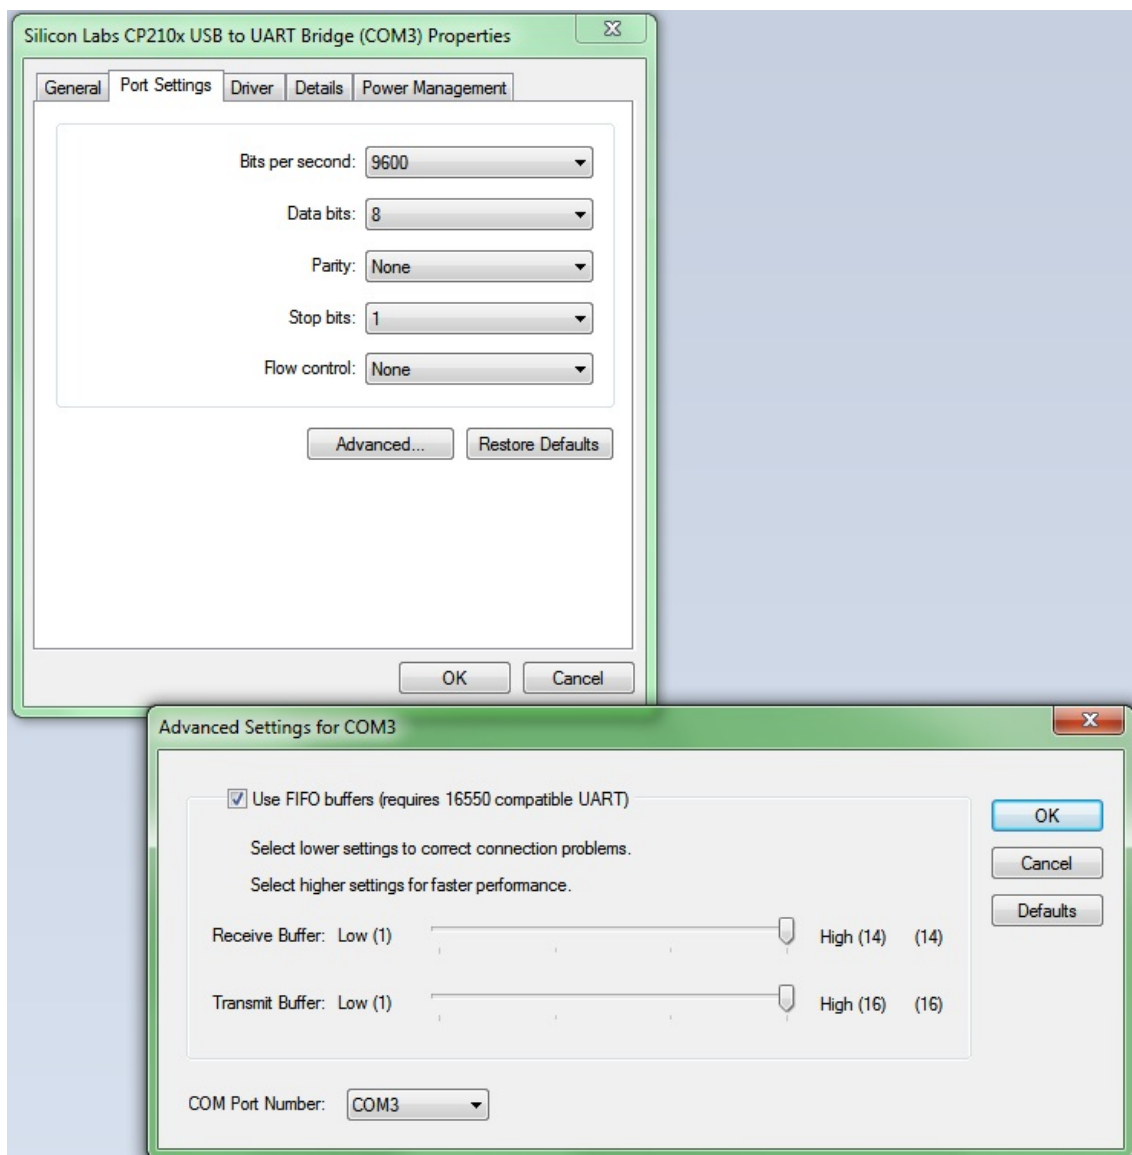 Silicon Labs CP210x USB to UART Bridge (COM3) Properties
General Port Settings Driver Details Power Management
Bits per second: 9600
Data bits: 8
Parity: None
Stop bits: 1
Flow control: None
Advanced... Restore Defaults
OK Cancel
Advanced Settings for COM3
Use FIFO buffers (requires 16550 compatible UART)
OK
Select lower settings to correct connection problems.
Cancel
Select higher settings for faster performance.
Defaults
Receive Buffer: Low (1) High (14) (14)
Transmit Buffer: Low (1) High (16) (16)
COM Port Number: COM3